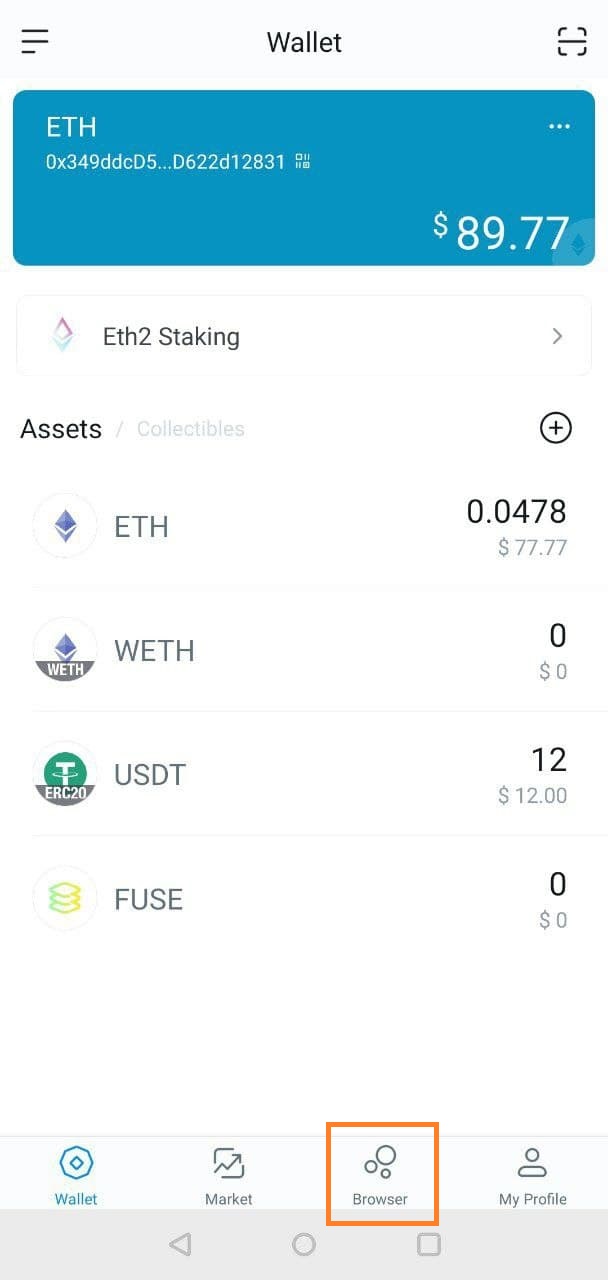 Wallet
ETH
0x349ddcD5...D622d12831
$ 89.77
Eth2 Staking
Assets / Collectibles
ETH
0.0478
$ 77.77
WETH
WETH
0
$ 0
ERC20
USDT
12
$ 12.00
FUSE
0
$ 0
Wallet
Market
Browser
My Profile